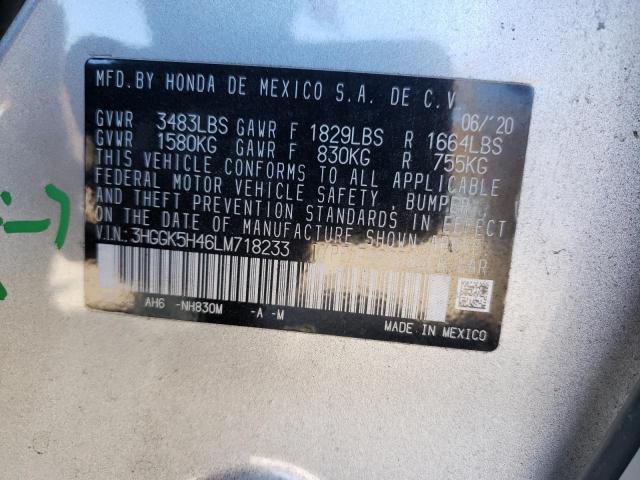 MFD.BY HONDA DE MEXICO S.A. DE C.V. 06/'20
GVWR 3483LBS GAWR F 1829LBS R 1664LBS
GVWR 1580KG GAWR F 830KG R 755KG
THIS VEHICLE CONFORMS TO ALL APPLICABLE
FEDERAL MOTOR VEHICLE SAFETY, BUMPER,
AND THEFT PREVENTION STANDARDS IN EFFECT
ON THE DATE OF MANUFACTURE SHOWN
V.I.N.: 3HGGK5H46LM718233
AH6 -NH830M -A -M
MADE IN MEXICO